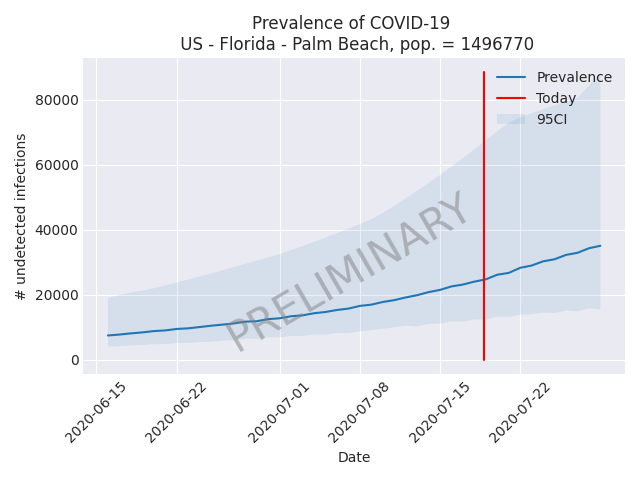 Prevalence of COVID-19
US - Florida - Palm Beach, pop. = 1496770
Prevalence
Today
95CI
80000
60000
40000
20000
0
# undetected infections
PRELIMINARY
2020-06-15
2020-06-22
2020-07-01
2020-07-08
2020-07-15
2020-07-22
Date